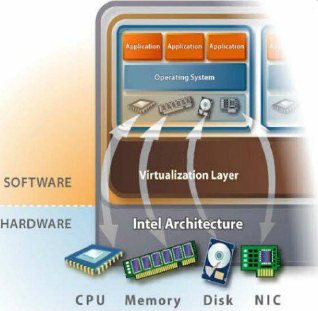 Application Application Application
Operating System
Virtualization Layer
SOFTWARE
HARDWARE
Intel Architecture
CPU Memory Disk NIC